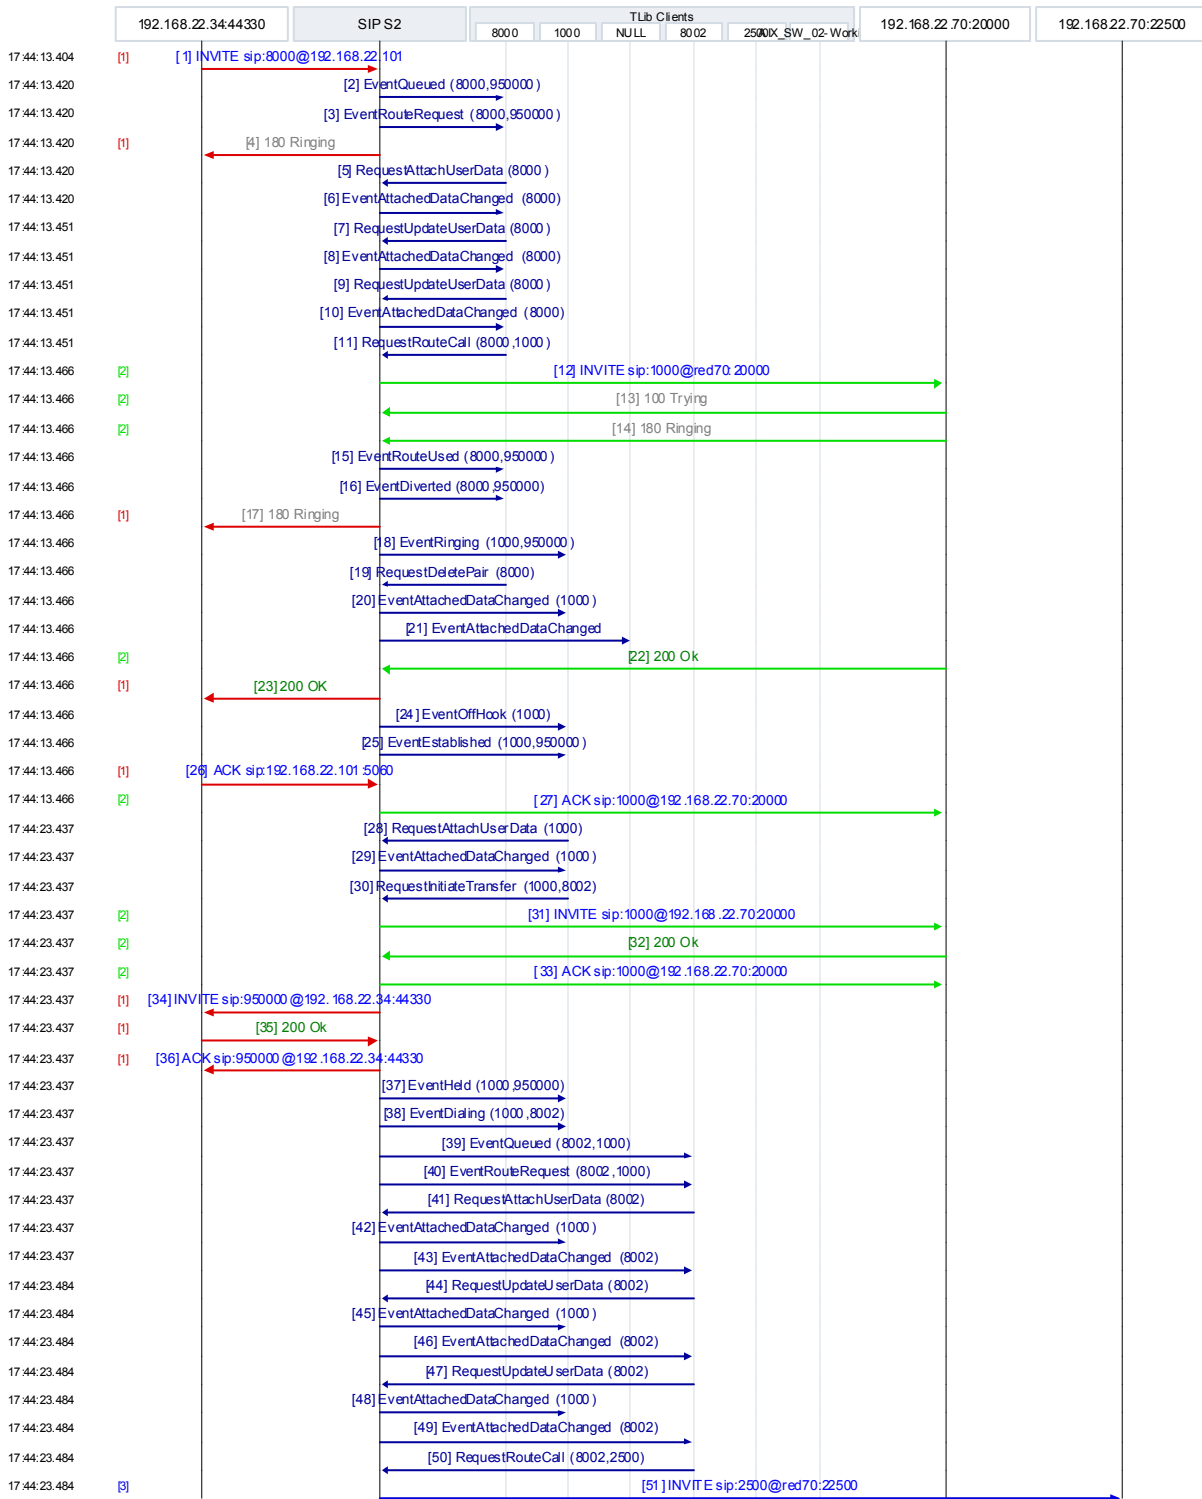 192.168.22.34:44330
SIP S2
TLib Clients
8000
1000
NULL
8002
2500
192.168.22.70:20000
192.168.22.70:22500
17:44:13.404 [1] [1] INVITE sip:8000@192.168.22.101
17:44:13.420 [2] EventQueued (8000,950000)
17:44:13.420 [3] EventRouteRequest (8000,950000)
17:44:13.420 [1] [4] 180 Ringing
17:44:13.420 [5] RequestAttachUserData (8000)
17:44:13.420 [6] EventAttachedDataChanged (8000)
17:44:13.451 [7] RequestUpdateUserData (8000)
17:44:13.451 [8] EventAttachedDataChanged (8000)
17:44:13.451 [9] RequestUpdateUserData (8000)
17:44:13.451 [10] EventAttachedDataChanged (8000)
17:44:13.451 [11] RequestRouteCall (8000,1000)
17:44:13.466 [2] [12] INVITE sip:1000@red70:20000
17:44:13.466 [2] [13] 100 Trying
17:44:13.466 [2] [14] 180 Ringing
17:44:13.466 [15] EventRouteUsed (8000,950000)
17:44:13.466 [16] EventDiverted (8000,950000)
17:44:13.466 [1] [17] 180 Ringing
17:44:13.466 [18] EventRinging (1000,950000)
17:44:13.466 [19] RequestDeletePair (8000)
17:44:13.466 [20] EventAttachedDataChanged (1000)
17:44:13.466 [21] EventAttachedDataChanged
17:44:13.466 [2] [22] 200 Ok
17:44:13.466 [1] [23] 200 OK
17:44:13.466 [24] EventOffHook (1000)
17:44:13.466 [25] EventEstablished (1000,950000)
17:44:13.466 [1] [26] ACK sip:192.168.22.101:5060
17:44:13.466 [2] [27] ACK sip:1000@192.168.22.70:20000
17:44:23.437 [28] RequestAttachUserData (1000)
17:44:23.437 [29] EventAttachedDataChanged (1000)
17:44:23.437 [30] RequestInitiateTransfer (1000,8002)
17:44:23.437 [2] [31] INVITE sip:1000@192.168.22.70:20000
17:44:23.437 [2] [32] 200 Ok
17:44:23.437 [2] [33] ACK sip:1000@192.168.22.70:20000
17:44:23.437 [1] [34] INVITE sip:950000@192.168.22.34:44330
17:44:23.437 [1] [35] 200 Ok
17:44:23.437 [1] [36] ACK sip:950000@192.168.22.34:44330
17:44:23.437 [37] EventHeld (1000,950000)
17:44:23.437 [38] EventDialing (1000,8002)
17:44:23.437 [39] EventQueued (8002,1000)
17:44:23.437 [40] EventRouteRequest (8002,1000)
17:44:23.437 [41] RequestAttachUserData (8002)
17:44:23.437 [42] EventAttachedDataChanged (1000)
17:44:23.437 [43] EventAttachedDataChanged (8002)
17:44:23.484 [44] RequestUpdateUserData (8002)
17:44:23.484 [45] EventAttachedDataChanged (1000)
17:44:23.484 [46] EventAttachedDataChanged (8002)
17:44:23.484 [47] RequestUpdateUserData (8002)
17:44:23.484 [48] EventAttachedDataChanged (1000)
17:44:23.484 [49] EventAttachedDataChanged (8002)
17:44:23.484 [50] RequestRouteCall (8002,2500)
17:44:23.484 [3] [51] INVITE sip:2500@red70:22500